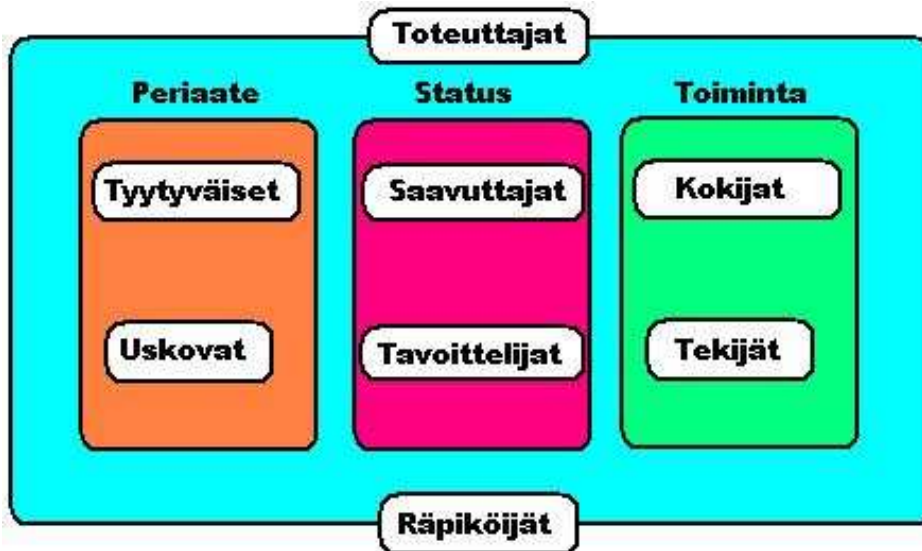 Toteuttajat
Periaate Status Toiminta
Tyytyväiset Saavuttajat Kokijat
Uskovat Tavoittelijat Tekijät
Räpiköijät